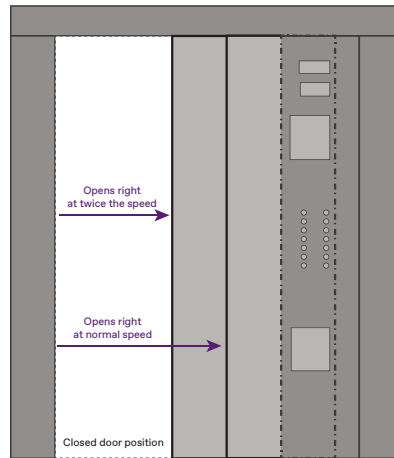 Opens right
at twice the speed
Opens right
at normal speed
Closed door position